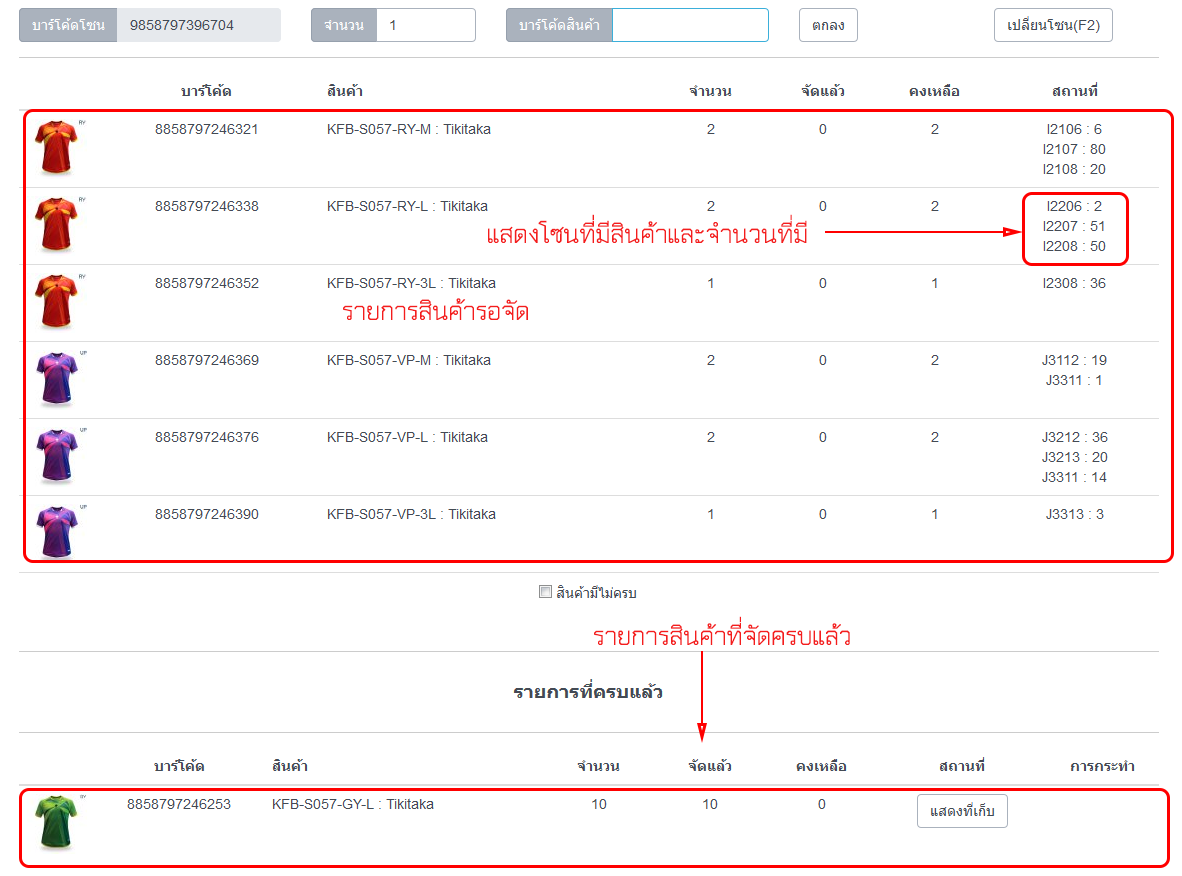 บาร์โค้ดโซน 9858797396704 จำนวน 1 บาร์โค้ดสินค้า ตกลง เปลี่ยนโซน(F2)
บาร์โค้ด สินค้า จำนวน จัดแล้ว คงเหลือ สถานที่
RY 8858797246321 KFB-S057-RY-M : Tikitaka 2 0 2 I2106 : 6
I2107 : 80
I2108 : 20
RY 8858797246338 KFB-S057-RY-L : Tikitaka 2 0 2 I2206 : 2
แสดงโซนที่มีสินค้าและจำนวนที่มี I2207 : 51
I2208 : 50
RY 8858797246352 KFB-S057-RY-3L : Tikitaka 1 0 1 I2308 : 36
รายการสินค้ารอจัด
8858797246369 KFB-S057-VP-M : Tikitaka 2 0 2 J3112 : 19
J3311 : 1
8858797246376 KFB-S057-VP-L : Tikitaka 2 0 2 J3212 : 36
J3213 : 20
J3311 : 14
8858797246390 KFB-S057-VP-3L : Tikitaka 1 0 1 J3313 : 3
สินค้ามีไม่ครบ
รายการสินค้าที่จัดครบแล้ว
รายการที่ครบแล้ว
บาร์โค้ด สินค้า จำนวน จัดแล้ว คงเหลือ สถานที่ การกระทำ
8858797246253 KFB-S057-GY-L : Tikitaka 10 10 0 แสดงที่เก็บ